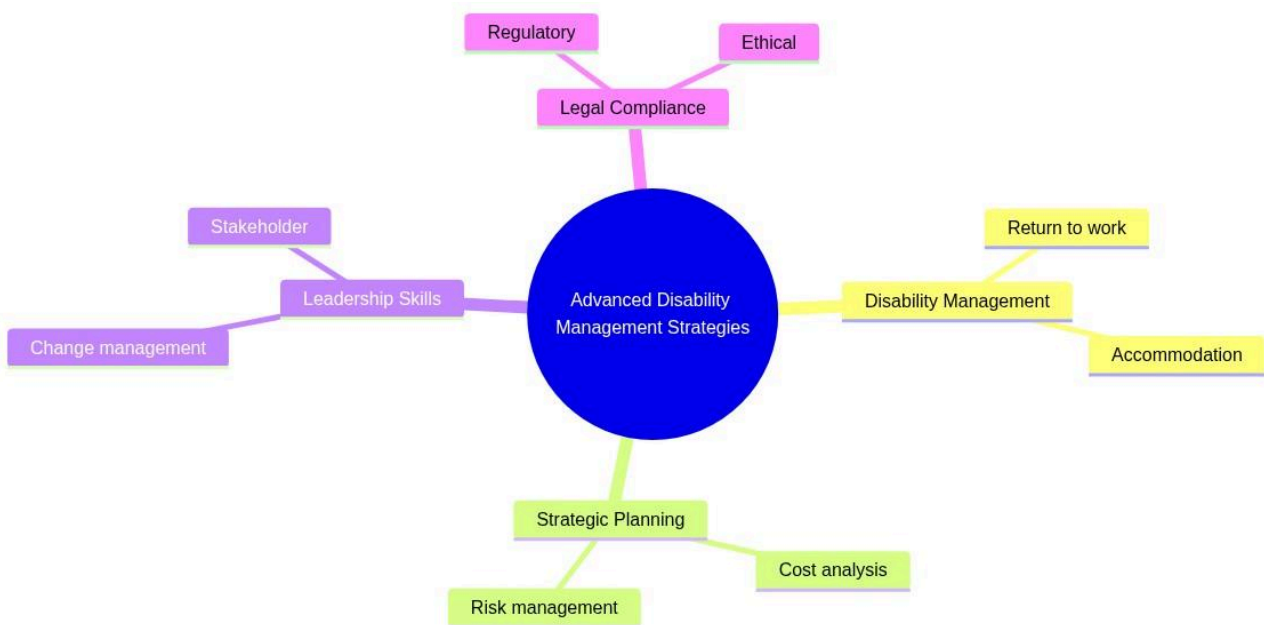 Regulatory
Ethical
Legal Compliance
Stakeholder
Return to work
Leadership Skills
Advanced Disability
Management Strategies
Disability Management
Change management
Accommodation
Strategic Planning
Cost analysis
Risk management